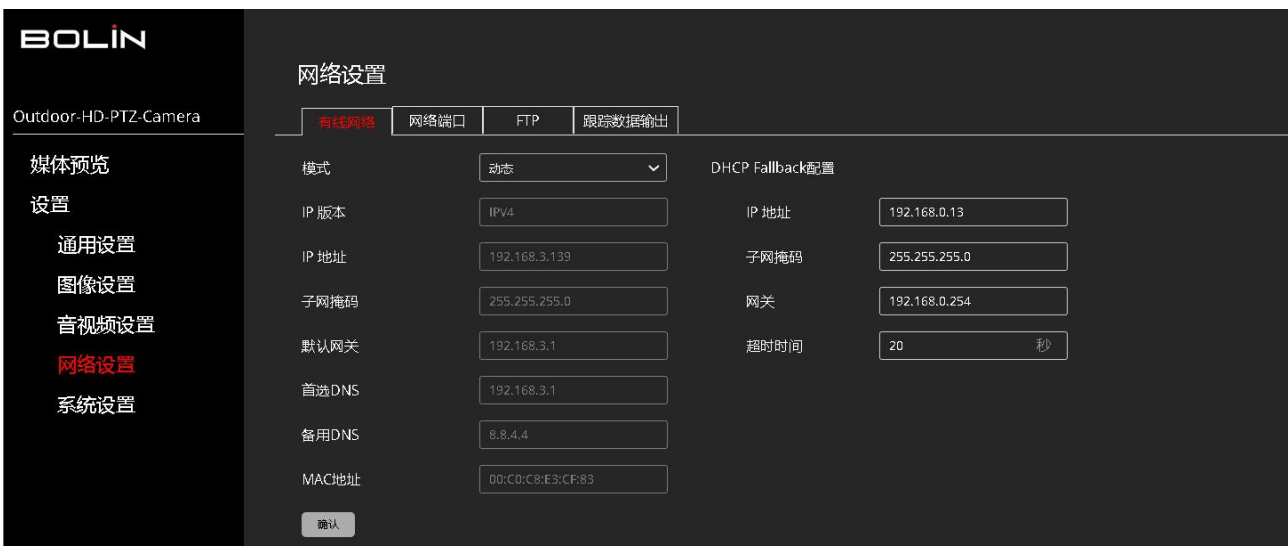 BOLIN
Outdoor-HD-PTZ-Camera
媒体预览
设置
通用设置
图像设置
音视频设置
网络设置
系统设置
网络设置
有线网络 网络端口 FTP 跟踪数据输出
模式 动态 DHCP Fallback配置
IP 版本 IPV4 IP 地址 192.168.0.13
IP 地址 192.168.3.139 子网掩码 255.255.255.0
子网掩码 255.255.255.0 网关 192.168.0.254
默认网关 192.168.3.1 超时时间 20 秒
首选DNS 192.168.3.1
备用DNS 8.8.4.4
MAC地址 00:C0:C8:E3:CF:83
确认